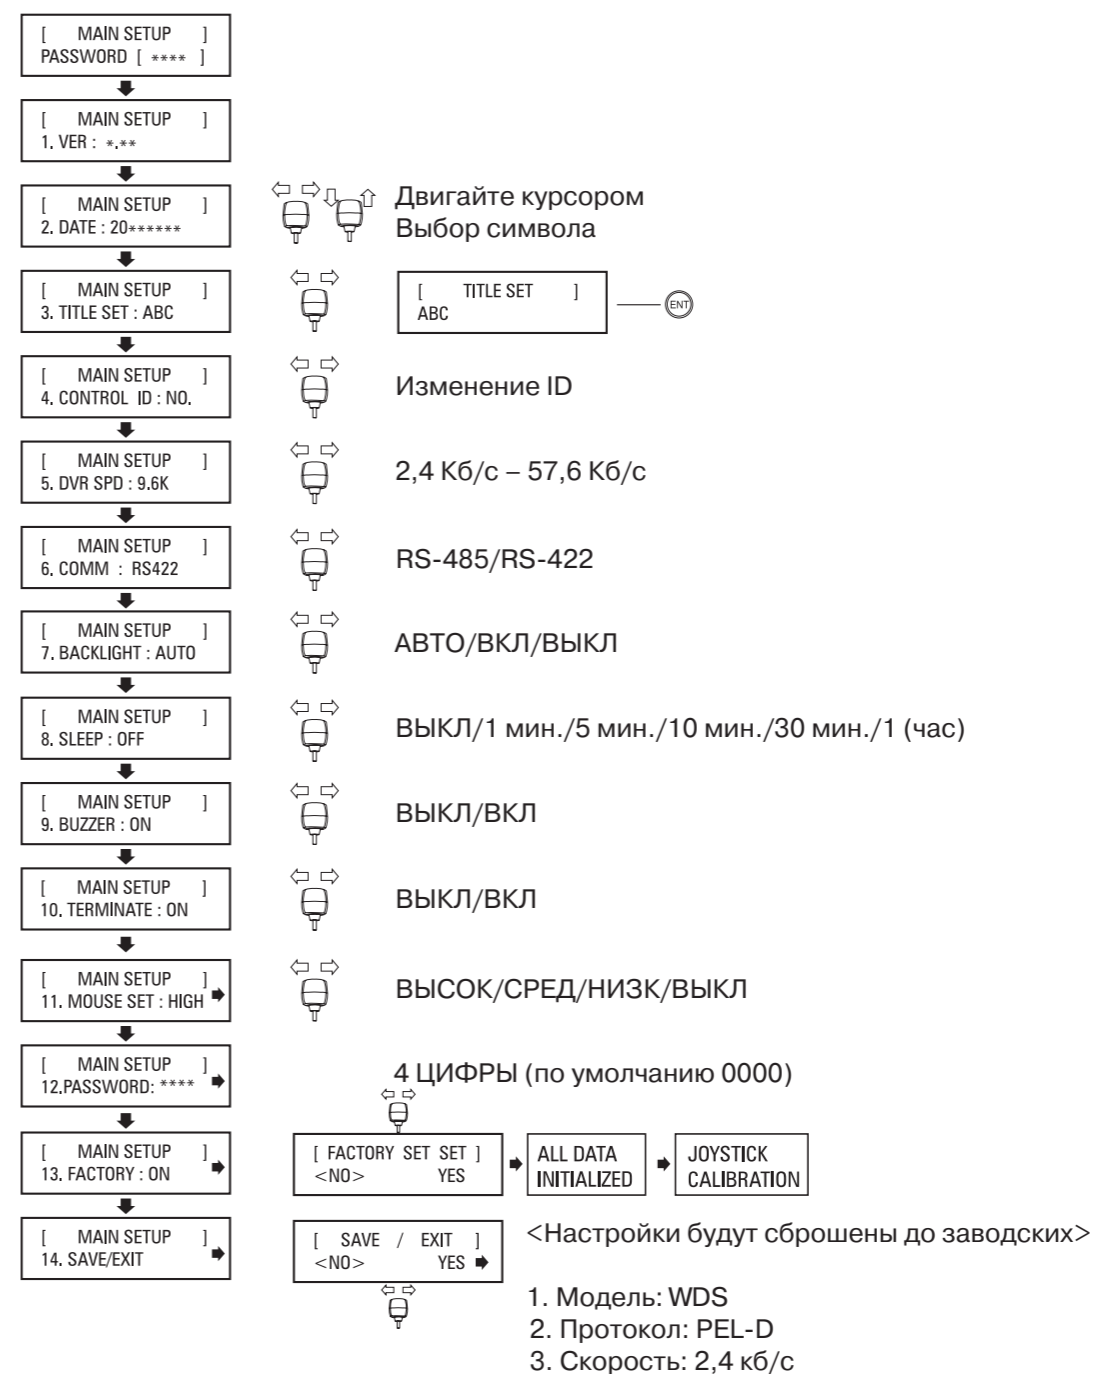 [ MAIN SETUP ]
PASSWORD [ **** ]
[ MAIN SETUP ]
1. VER : *.**
[ MAIN SETUP ]
2. DATE : 20******
Двигайте курсором
Выбор символа
[ MAIN SETUP ]
3. TITLE SET : ABC
[ TITLE SET ]
ABC
ENT
[ MAIN SETUP ]
4. CONTROL ID : NO.
Изменение ID
[ MAIN SETUP ]
5. DVR SPD : 9.6K
2,4 Кб/с – 57,6 Кб/с
[ MAIN SETUP ]
6. COMM : RS422
RS-485/RS-422
[ MAIN SETUP ]
7. BACKLIGHT : AUTO
АВТО/ВКЛ/ВЫКЛ
[ MAIN SETUP ]
8. SLEEP : OFF
ВЫКЛ/1 мин./5 мин./10 мин./30 мин./1 (час)
[ MAIN SETUP ]
9. BUZZER : ON
ВЫКЛ/ВКЛ
[ MAIN SETUP ]
10. TERMINATE : ON
ВЫКЛ/ВКЛ
[ MAIN SETUP ]
11. MOUSE SET : HIGH
ВЫСОК/СРЕД/НИЗК/ВЫКЛ
[ MAIN SETUP ]
12.PASSWORD: ****
4 ЦИФРЫ (по умолчанию 0000)
[ MAIN SETUP ]
13. FACTORY : ON
[ FACTORY SET SET ]
<NO> YES
ALL DATA
INITIALIZED
JOYSTICK
CALIBRATION
[ MAIN SETUP ]
14. SAVE/EXIT
[ SAVE / EXIT ]
<NO> YES
<Настройки будут сброшены до заводских>
1. Модель: WDS
2. Протокол: PEL-D
3. Скорость: 2,4 кб/с